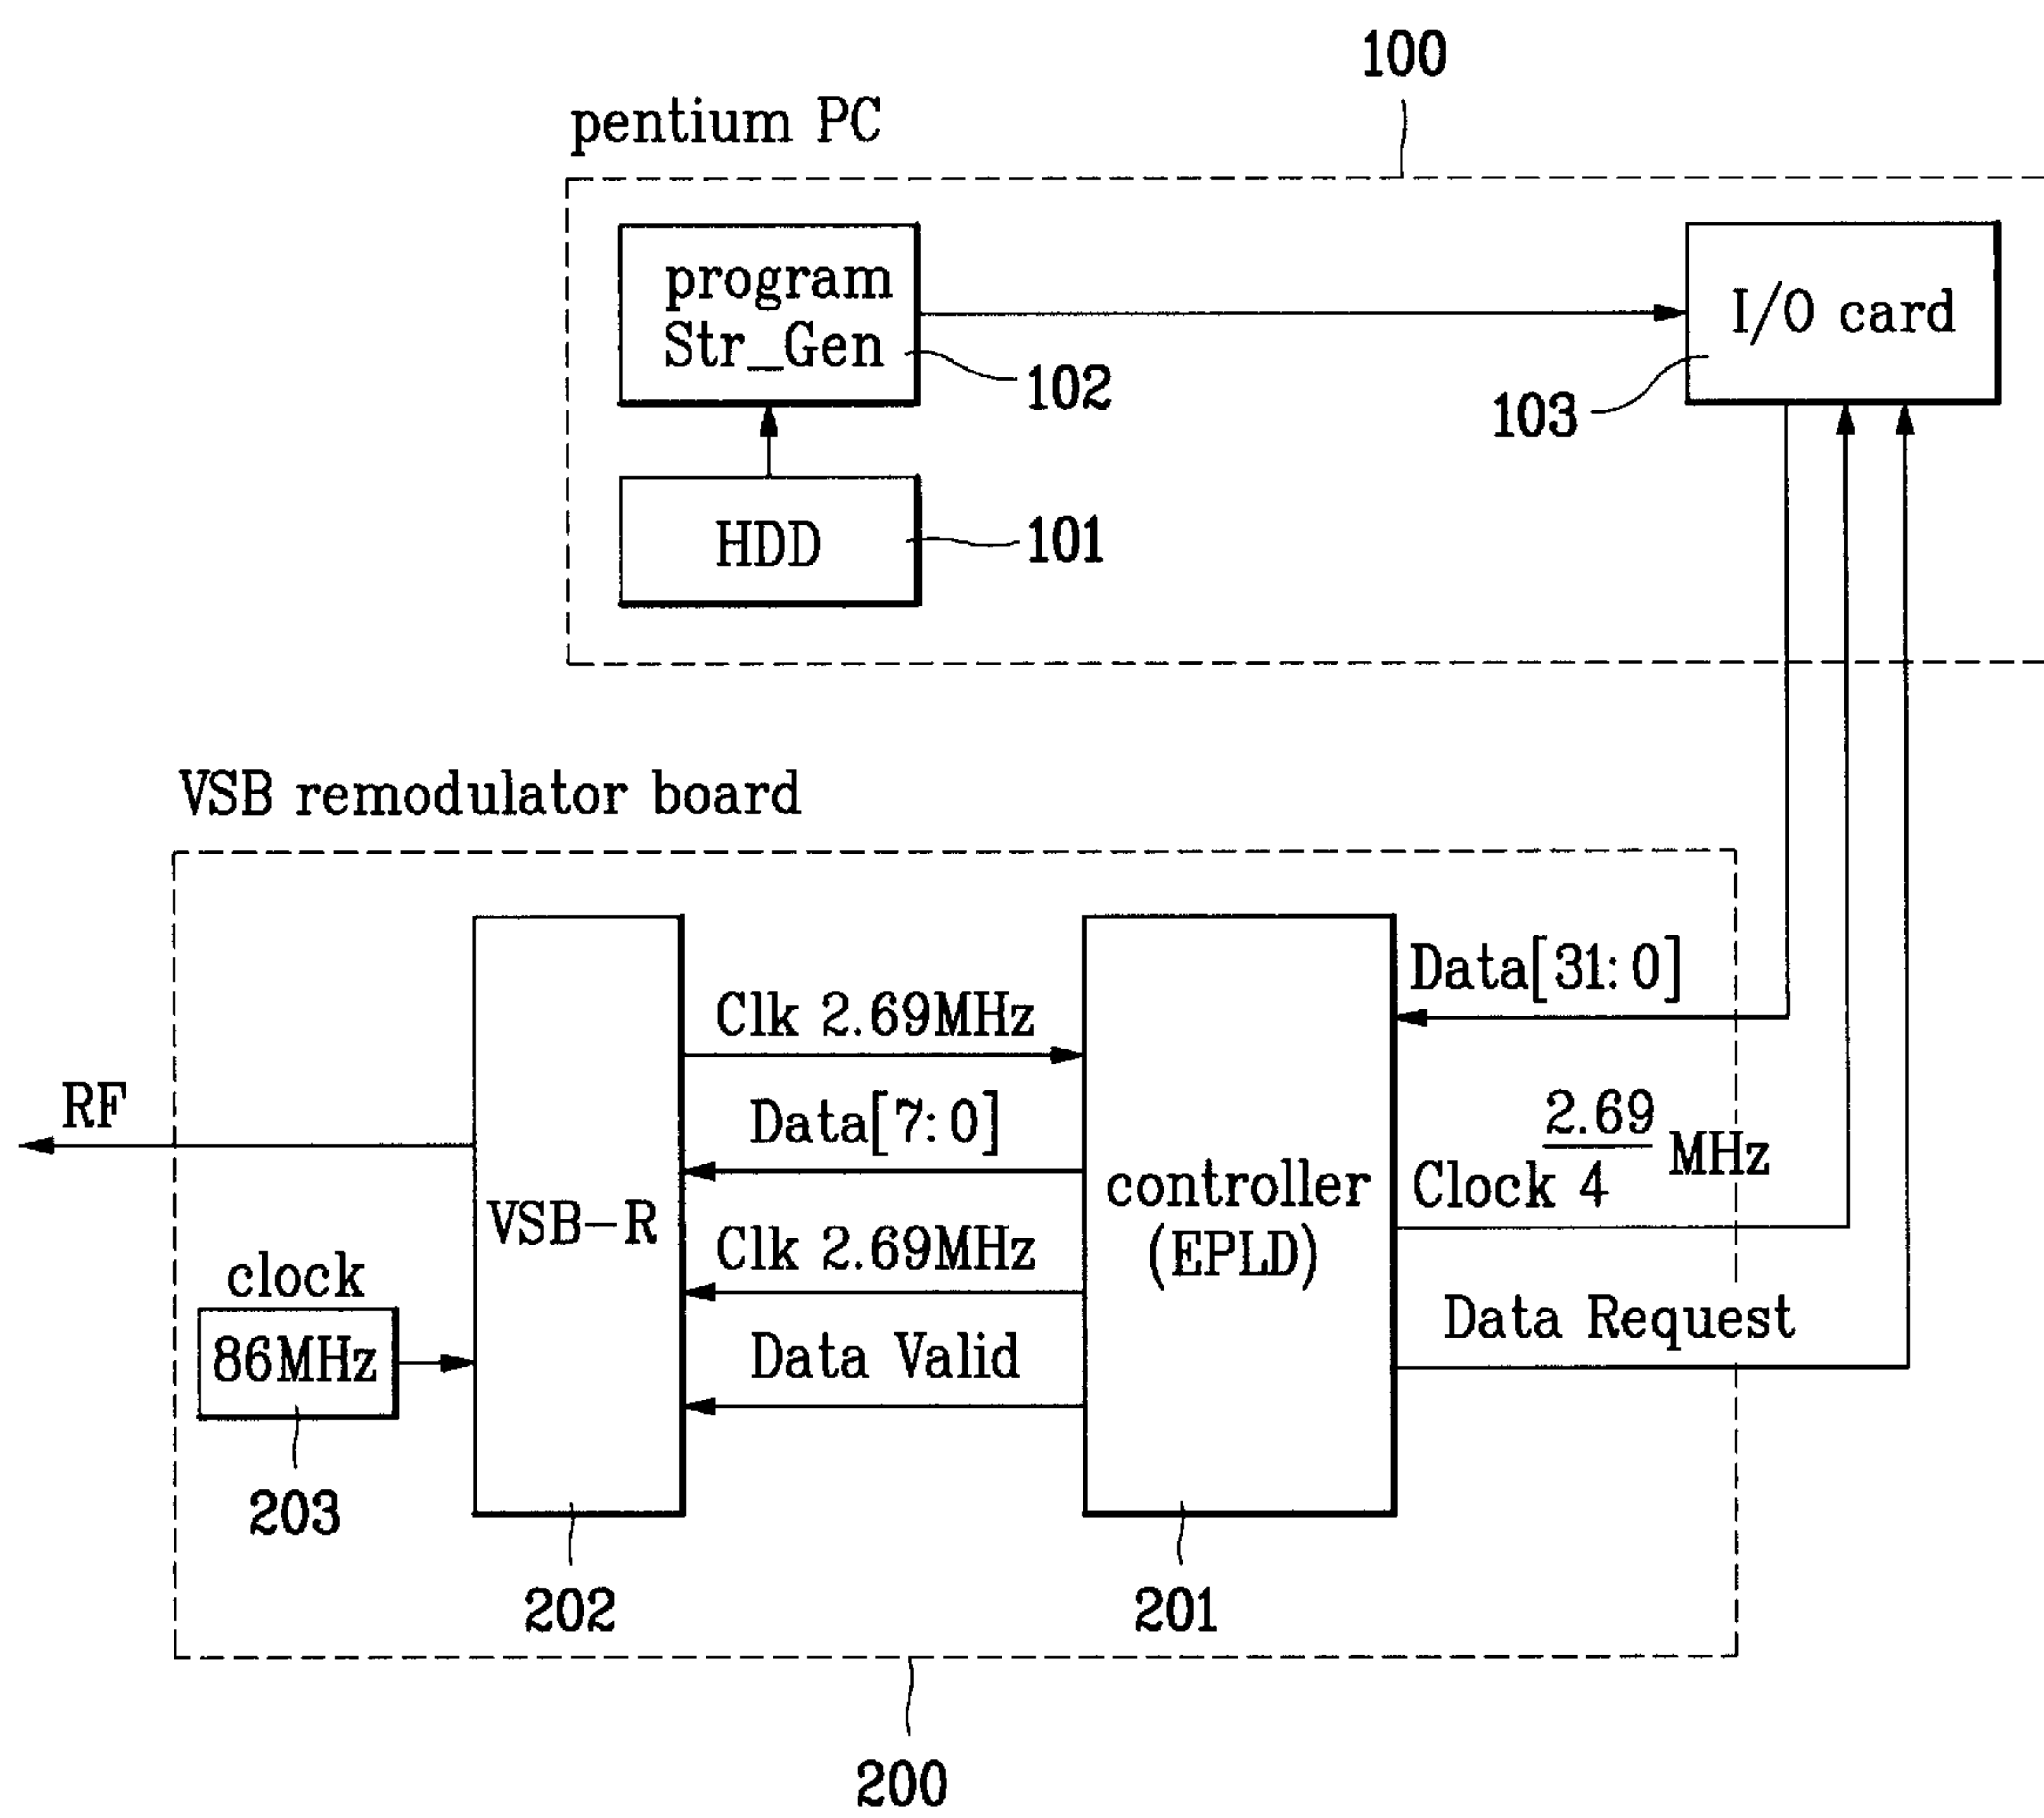 100
pentium PC
program
Str_Gen
102
I/O card
103
HDD
101
VSB remodulator board
Data[31:0]
Clk 2.69MHz
RF
Data[7:0]
2.69
Clock 4 MHz
controller
(EPLD)
VSB-R
Clk 2.69MHz
clock
86MHz
Data Request
Data Valid
203
202
201
200